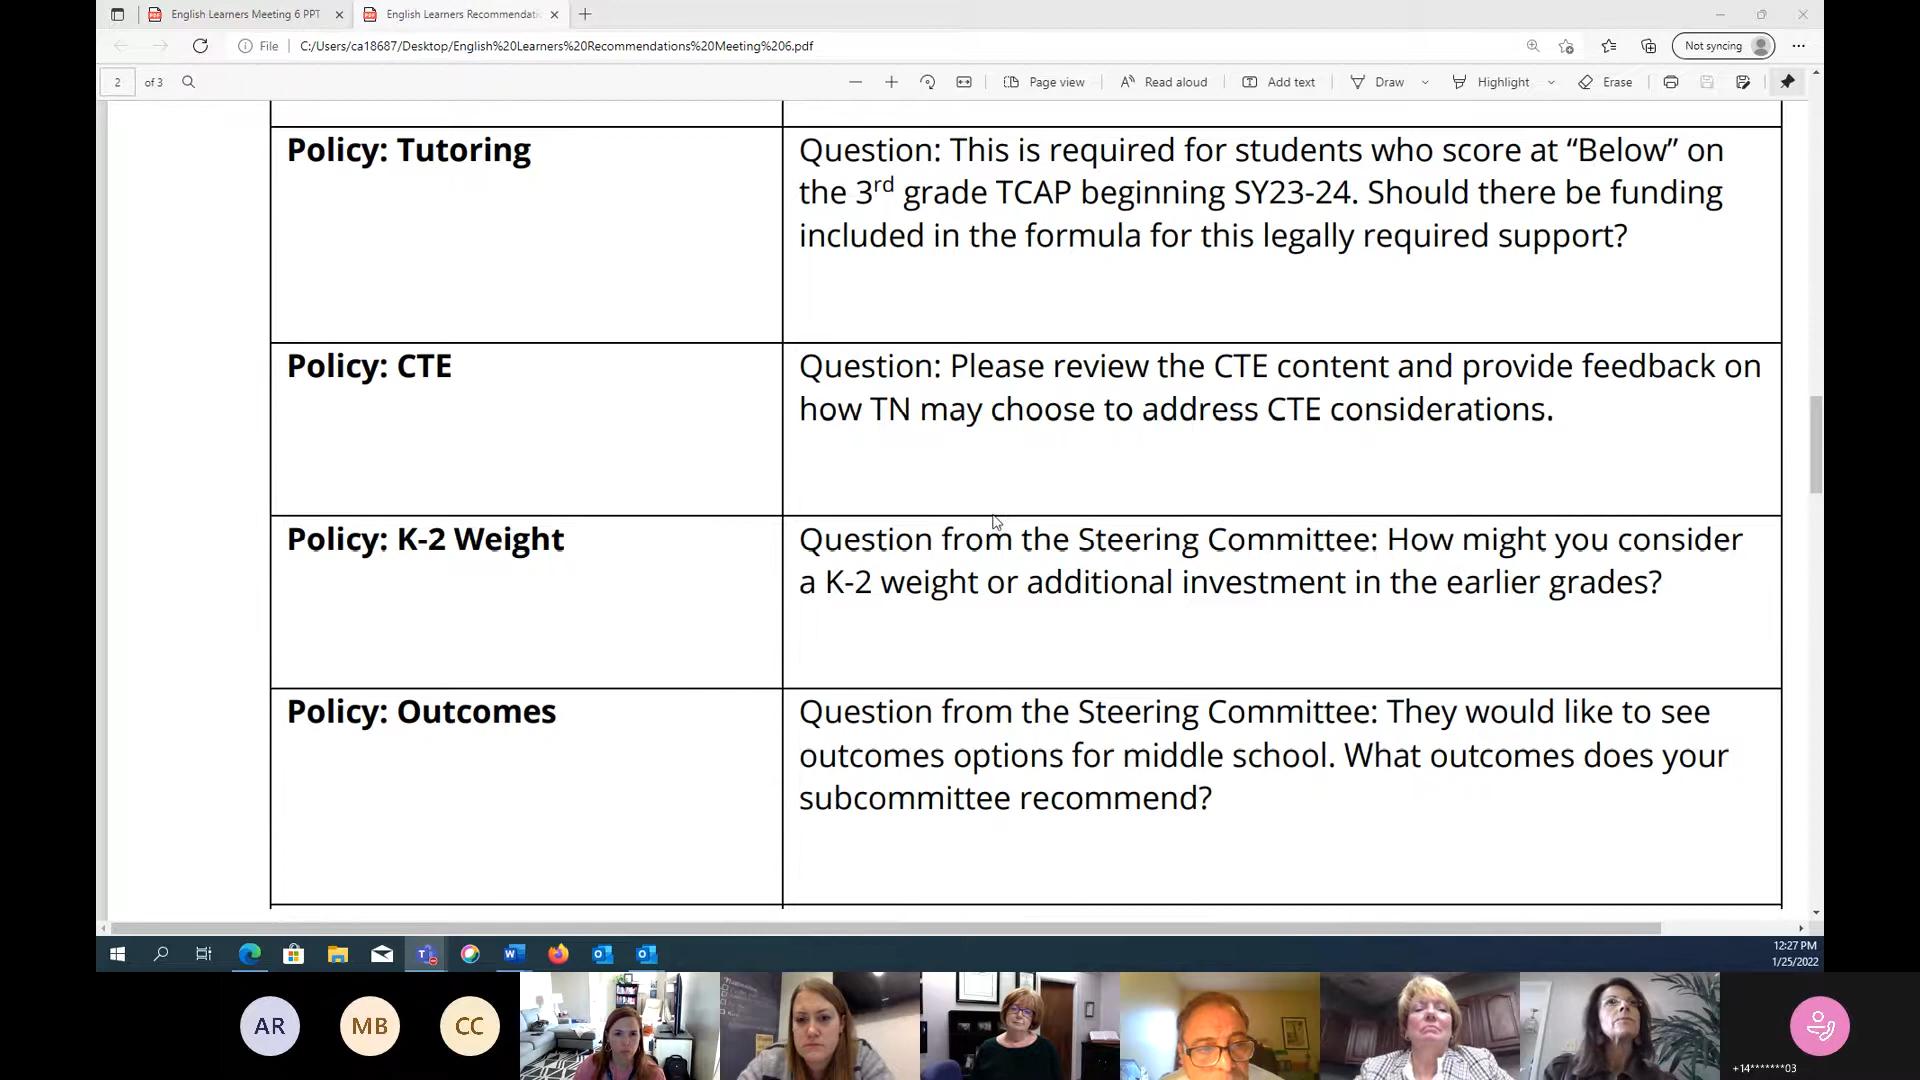 English Learners Meeting 6 PPT
English Learners Recommendati
File
C:/Users/ca18687/Desktop/English%20Learners%20Recommendations%20Meeting%206.pdf
Not syncing
2 of 3
Page view
Read aloud
Add text
Draw
Highlight
Erase
Policy: Tutoring
Question: This is required for students who score at “Below” on
the 3rd grade TCAP beginning SY23-24. Should there be funding
included in the formula for this legally required support?
Policy: CTE
Question: Please review the CTE content and provide feedback on
how TN may choose to address CTE considerations.
Policy: K-2 Weight
Question from the Steering Committee: How might you consider
a K-2 weight or additional investment in the earlier grades?
Policy: Outcomes
Question from the Steering Committee: They would like to see
outcomes options for middle school. What outcomes does your
subcommittee recommend?
12:27 PM
1/25/2022
AR
MB
CC
+14*******03